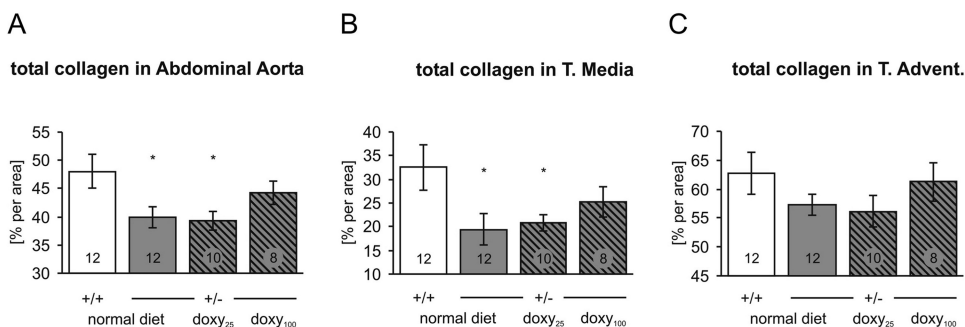 A
total collagen in Abdominal Aorta
[% per area]
55
50
45
40
35
30
*
*
12
12
10
8
+/+
+/-
normal diet
doxy25
doxy100
B
total collagen in T. Media
[% per area]
40
35
30
25
20
15
10
*
*
12
12
10
8
+/+
+/-
normal diet
doxy25
doxy100
C
total collagen in T. Advent.
[% per area]
70
65
60
55
50
45
12
12
10
8
+/+
+/-
normal diet
doxy25
doxy100